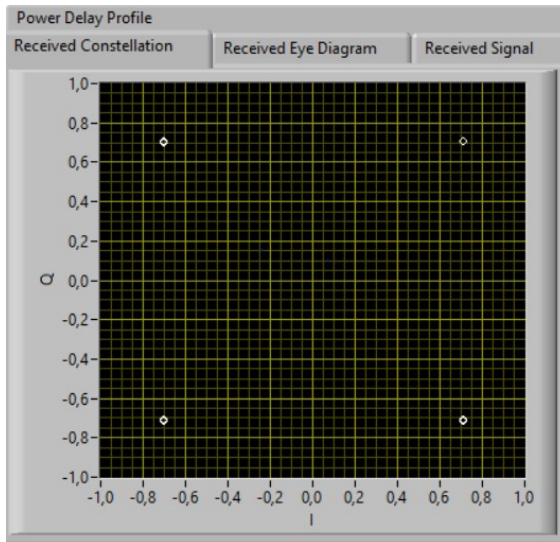 Power Delay Profile
Received Constellation Received Eye Diagram Received Signal
1,0
0,8
0,6
0,4
0,2
0,0
-0,2
-0,4
-0,6
-0,8
-1,0
Q
-1,0 -0,8 -0,6 -0,4 -0,2 0,0 0,2 0,4 0,6 0,8 1,0
I